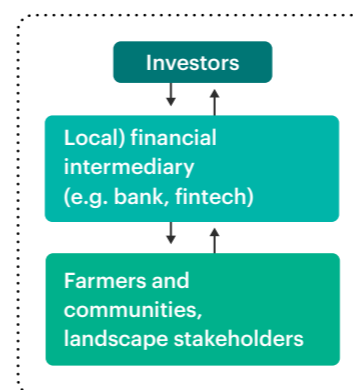 Investors
Local) financial
intermediary
(e.g. bank, fintech)
Farmers and
communities,
landscape stakeholders